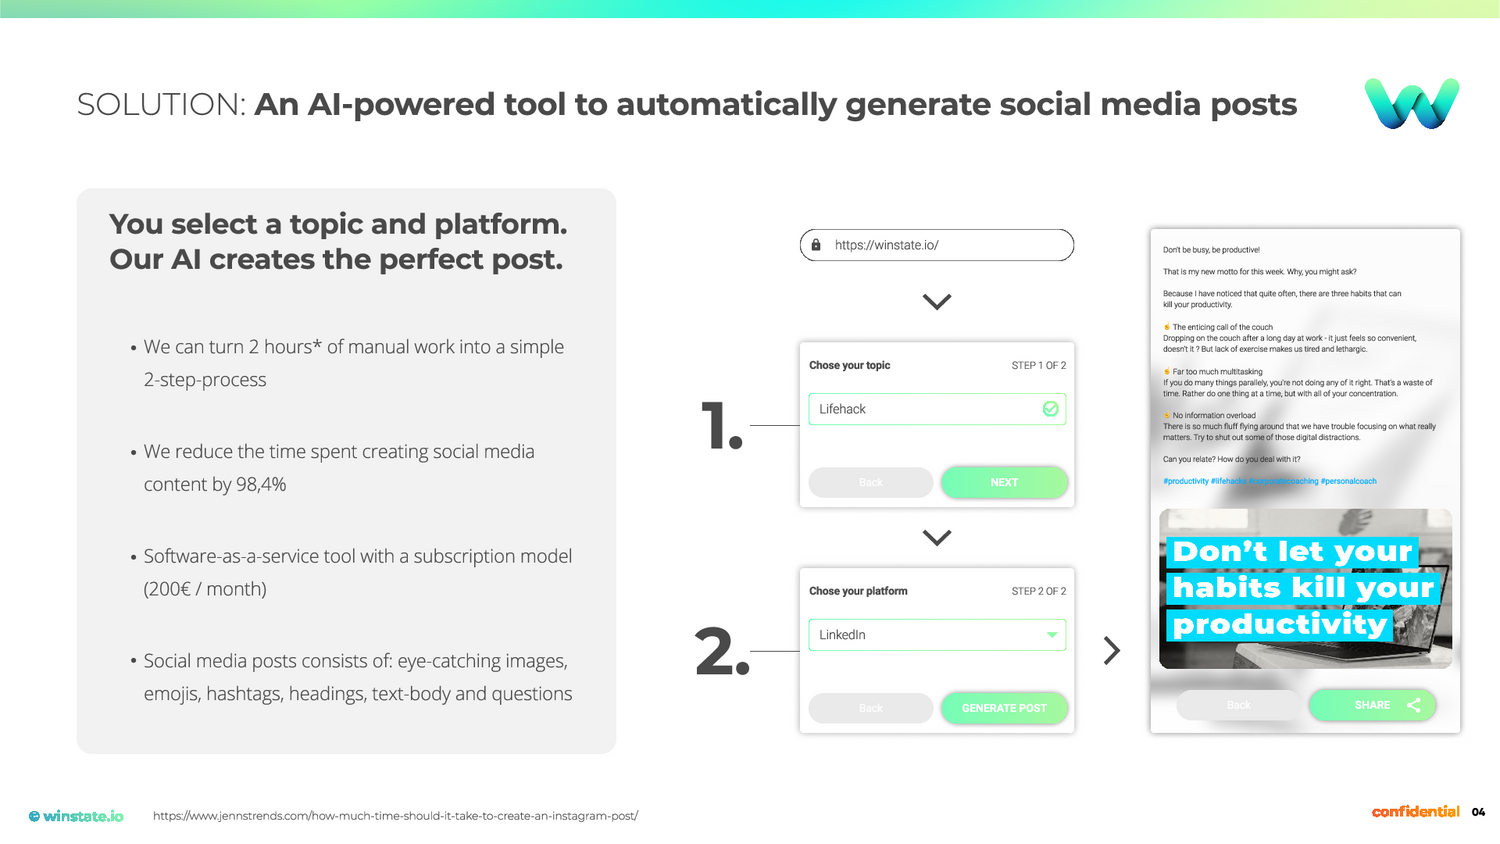 SOLUTION: An AI-powered tool to automatically generate social media posts
You select a topic and platform.
Our AI creates the perfect post.
• We can turn 2 hours* of manual work into a simple
2-step-process
• We reduce the time spent creating social media
content by 98,4%
• Software-as-a-service tool with a subscription model
(200€ / month)
• Social media posts consists of: eye-catching images,
emojis, hashtags, headings, text-body and questions
https://winstate.io/
1.
Chose your topic STEP 1 OF 2
Lifehack
Back NEXT
2.
Chose your platform STEP 2 OF 2
LinkedIn
Back GENERATE POST
Don't be busy, be productive!
That is my new motto for this week. Why, you might ask?
Because I have noticed that quite often, there are three habits that can
kill your productivity.
☝ The enticing call of the couch
Dropping on the couch after a long day at work - it just feels so convenient,
doesn't it ? But lack of exercise makes us tired and lethargic.
☝ Far too much multitasking
If you do many things parallely, you're not doing any of it right. That's a waste of
time. Rather do one thing at a time, but with all of your concentration.
☝ No information overload
There is so much fluff flying around that we have trouble focusing on what really
matters. Try to shut out some of those digital distractions.
Can you relate? How do you deal with it?
#productivity #lifehacks #personalcoach
Don't let your
habits kill your
productivity
Back SHARE
© winstate.io https://www.jennstrends.com/how-much-time-should-it-take-to-create-an-instagram-post/
confidential 04